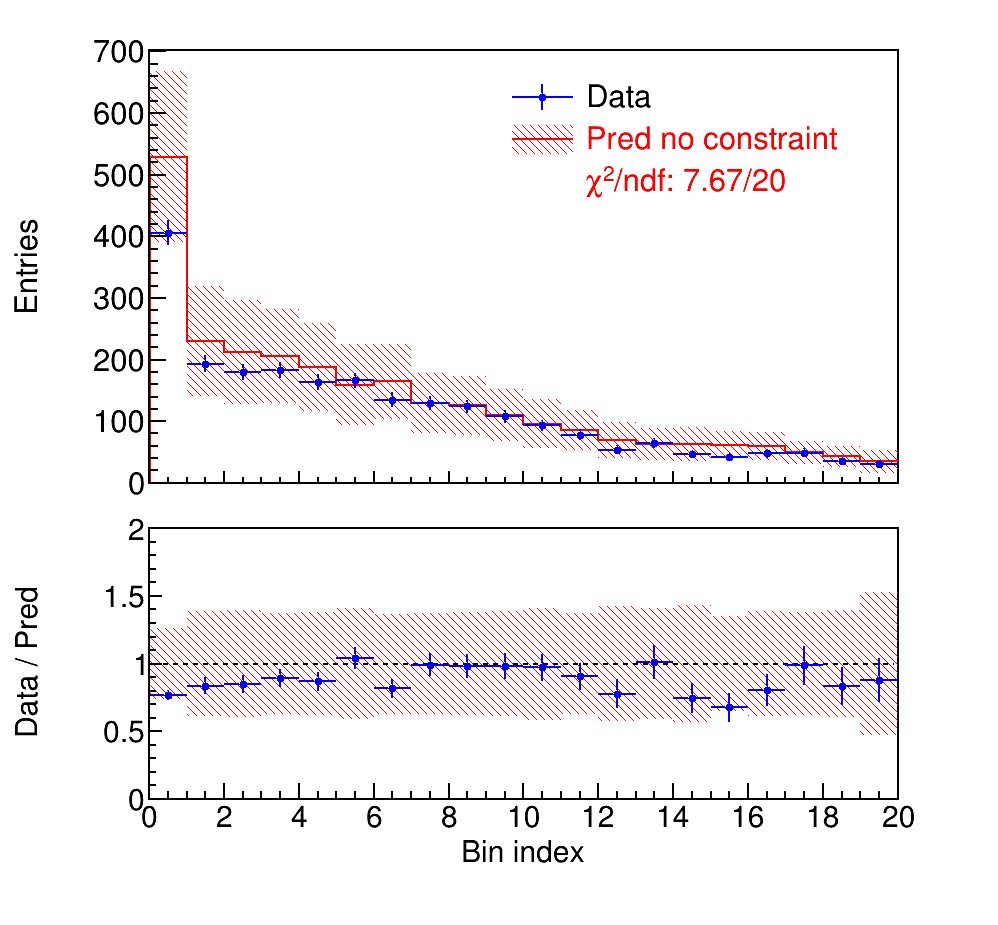 700
600
500
400
300
200
100
0
Entries
Data
Pred no constraint
χ²/ndf: 7.67/20
2
1.5
1
0.5
0
Data / Pred
0 2 4 6 8 10 12 14 16 18 20
Bin index